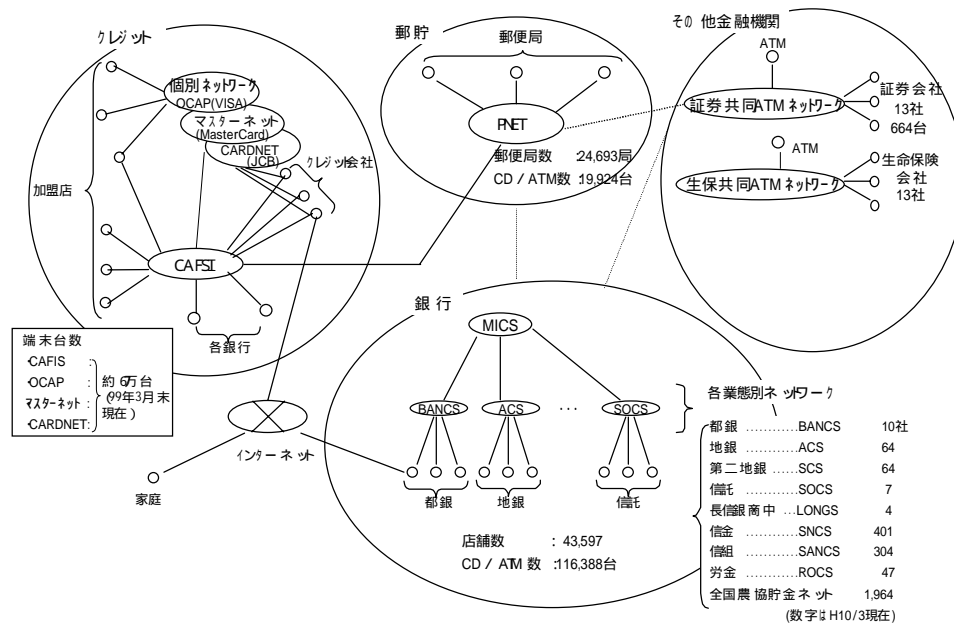 クレジット
個別ネットワーク
OCAP(VISA)
マスターネット
(MasterCard)
CARDNET
(JCB)
クレジット会社
加盟店
CAFSI
各銀行
端末台数
・CAFIS :
・OCAP :
マスターネット :
・CARDNET:
約6万台
(99年3月末
現在)
インターネット
家庭
郵貯
郵便局
PNET
郵便局数 :24,693局
CD / ATM数 :19,924台
その他金融機関
ATM
証券共同ATMネットワーク
証券会社
13社
664台
ATM
生保共同ATMネットワーク
生命保険
会社
13社
銀行
MICS
BANCS
ACS
・・・
SOCS
都銀
地銀
信託
店舗数 : 43,597
CD / ATM 数 :116,388台
各業態別ネットワーク
都銀 …………BANCS 10社
地銀 …………ACS 64
第二地銀 …………SCS 64
信託 …………SOCS 7
長信銀商中 …LONGS 4
信金 …………SNCS 401
信組 …………SANCS 304
労金 …………ROCS 47
全国農協貯金ネット 1,964
(数字はH10/3現在)